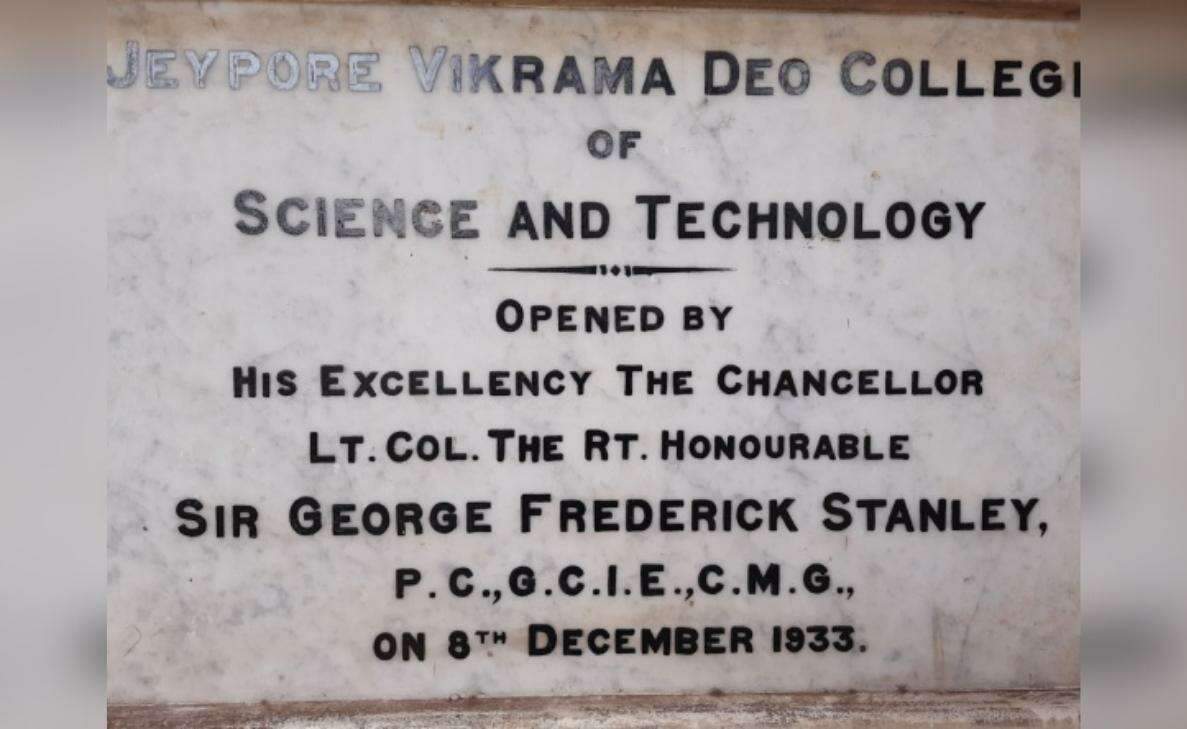 JEYPORE VIKRAMA DEO COLLEGE
OF
SCIENCE AND TECHNOLOGY
OPENED BY
HIS EXCELLENCY THE CHANCELLOR
LT. COL. THE RT. HONOURABLE
SIR GEORGE FREDERICK STANLEY,
P.C., G.C.I.E., C.M.G.,
ON 8TH DECEMBER 1933.